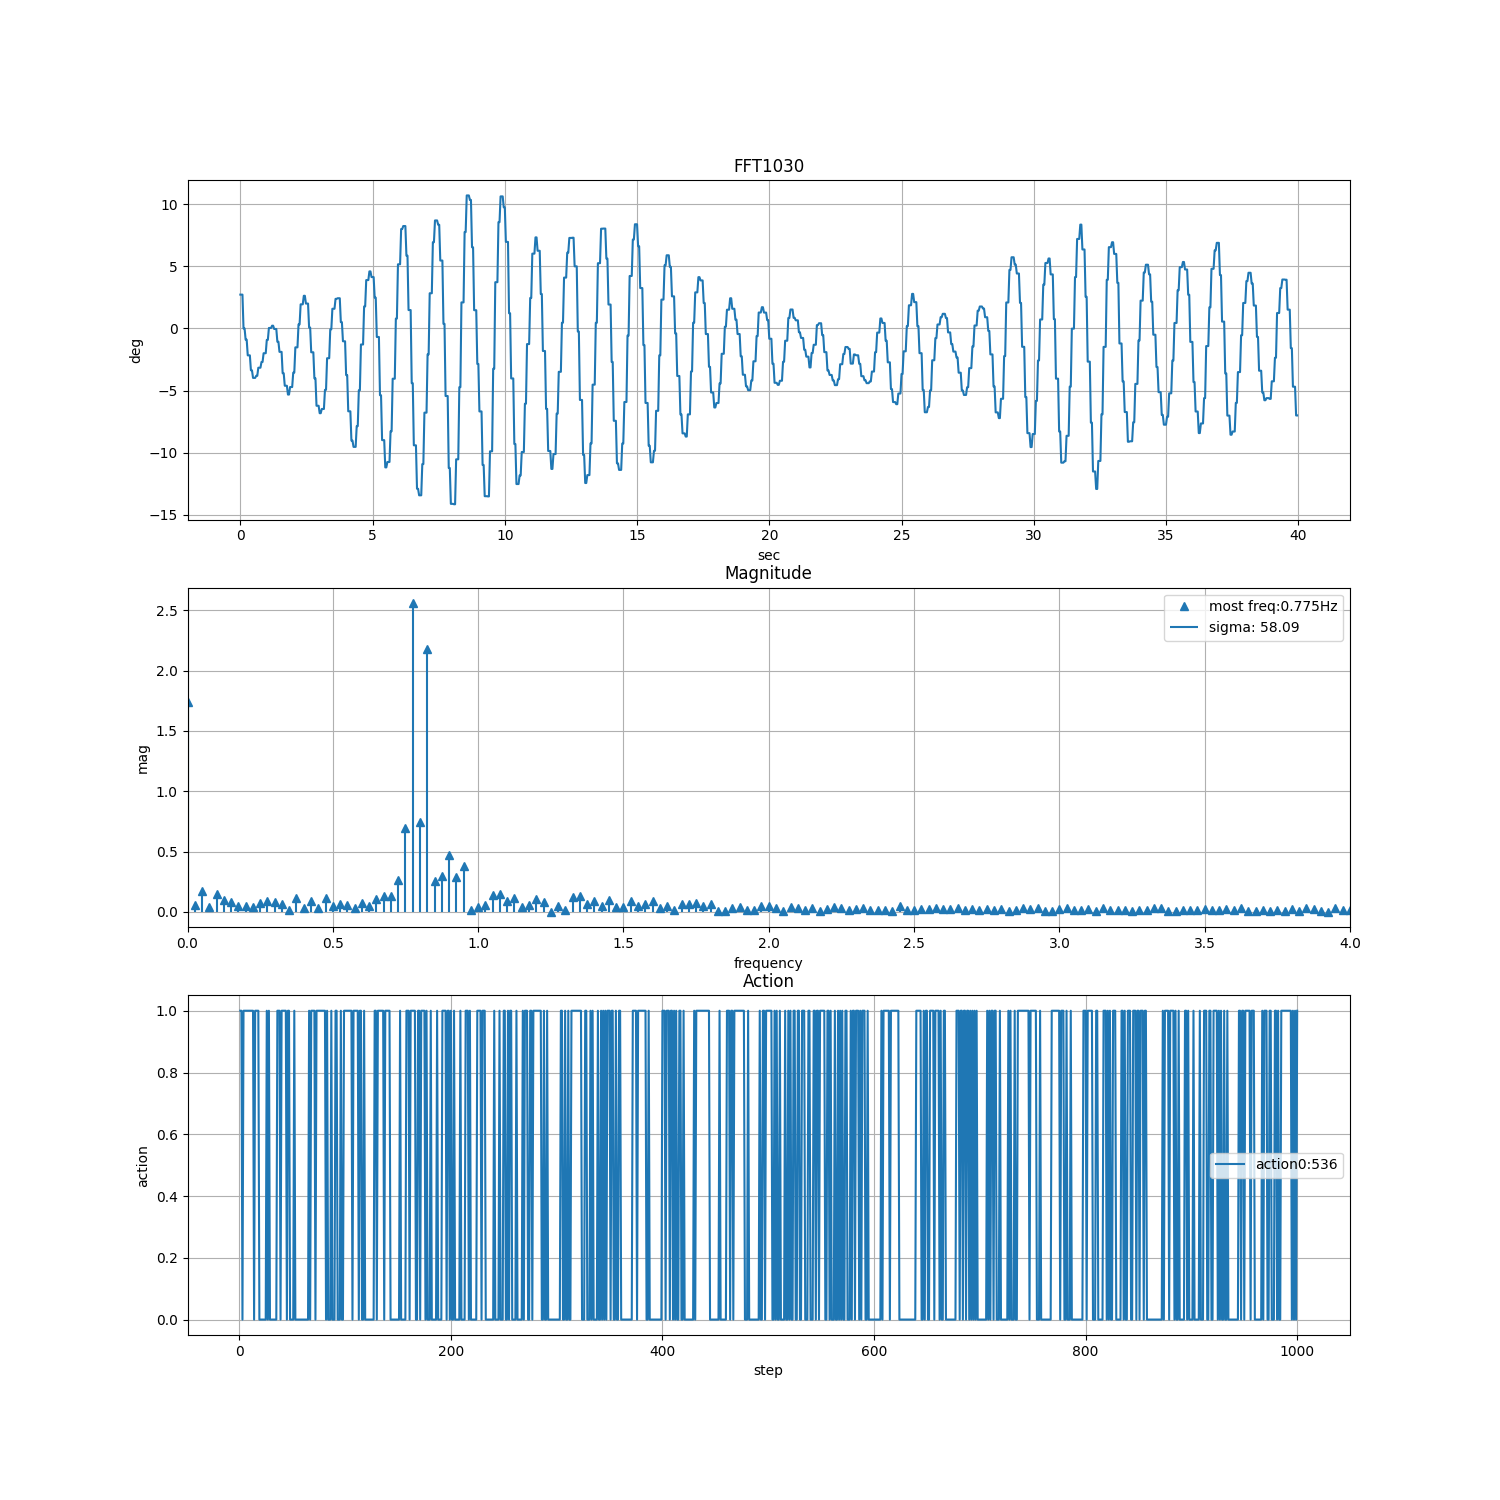 FFT1030
10
5
0
−5
−10
−15
deg
0 5 10 15 20 25 30 35 40
sec
Magnitude
2.5
2.0
1.5
1.0
0.5
0.0
mag
most freq:0.775Hz
sigma: 58.09
0.0 0.5 1.0 1.5 2.0 2.5 3.0 3.5 4.0
frequency
Action
1.0
0.8
0.6
0.4
0.2
0.0
action
action0:536
0 200 400 600 800 1000
step